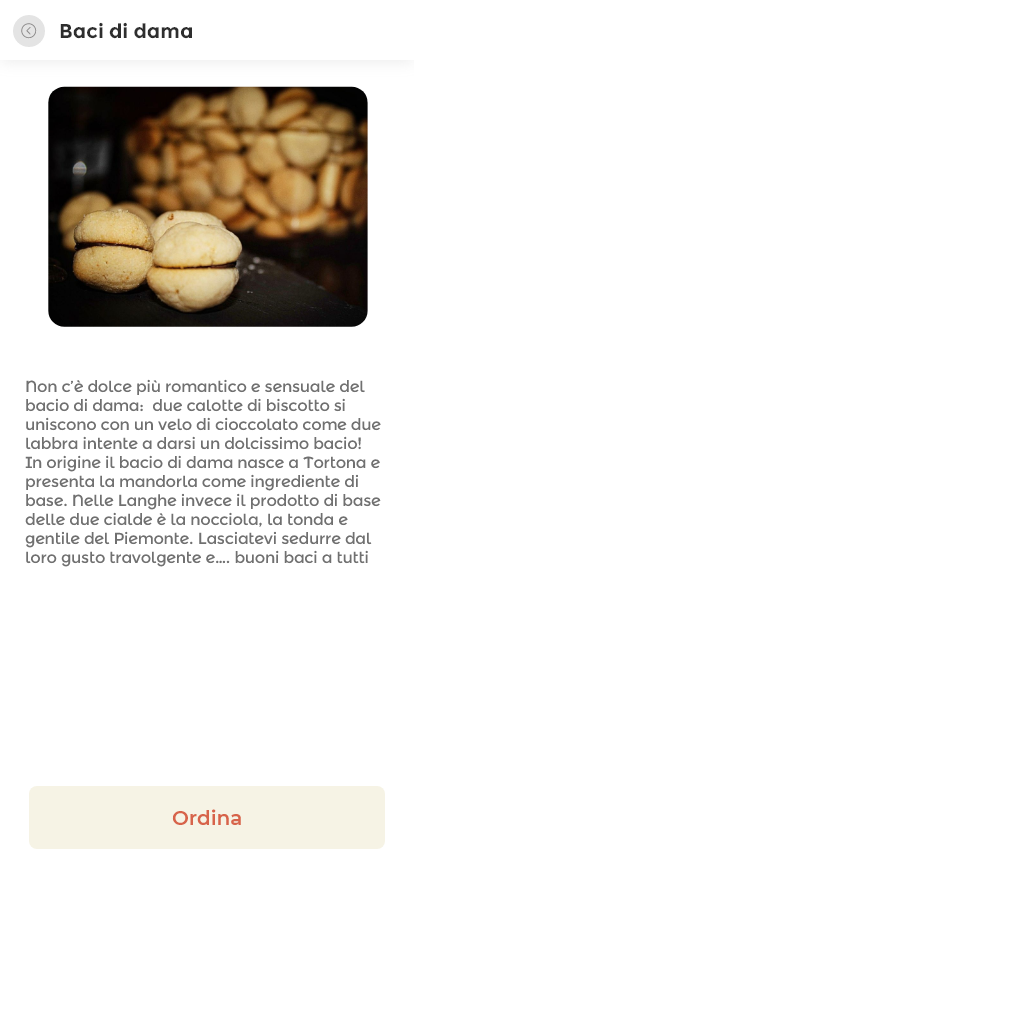 Baci di dama
Non c'è dolce più romantico e sensuale del
bacio di dama:  due calotte di biscotto si
uniscono con un velo di cioccolato come due
labbra intente a darsi un dolcissimo bacio!
In origine il bacio di dama nasce a Tortona e
presenta la mandorla come ingrediente di
base. Nelle Langhe invece il prodotto di base
delle due cialde è la nocciola, la tonda e
gentile del Piemonte. Lasciatevi sedurre dal
loro gusto travolgente e.... buoni baci a tutti
Ordina